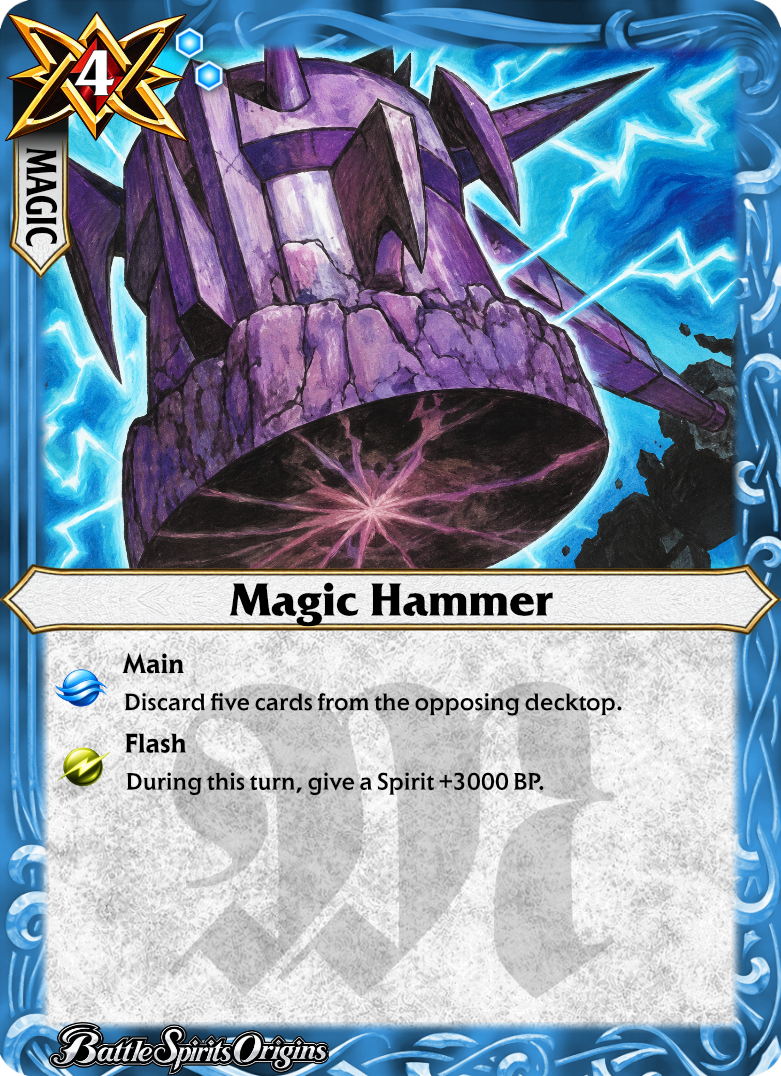 4
MAGIC
Magic Hammer
Main
Discard five cards from the opposing decktop.
Flash
During this turn, give a Spirit +3000 BP.
Battle Spirits Origins